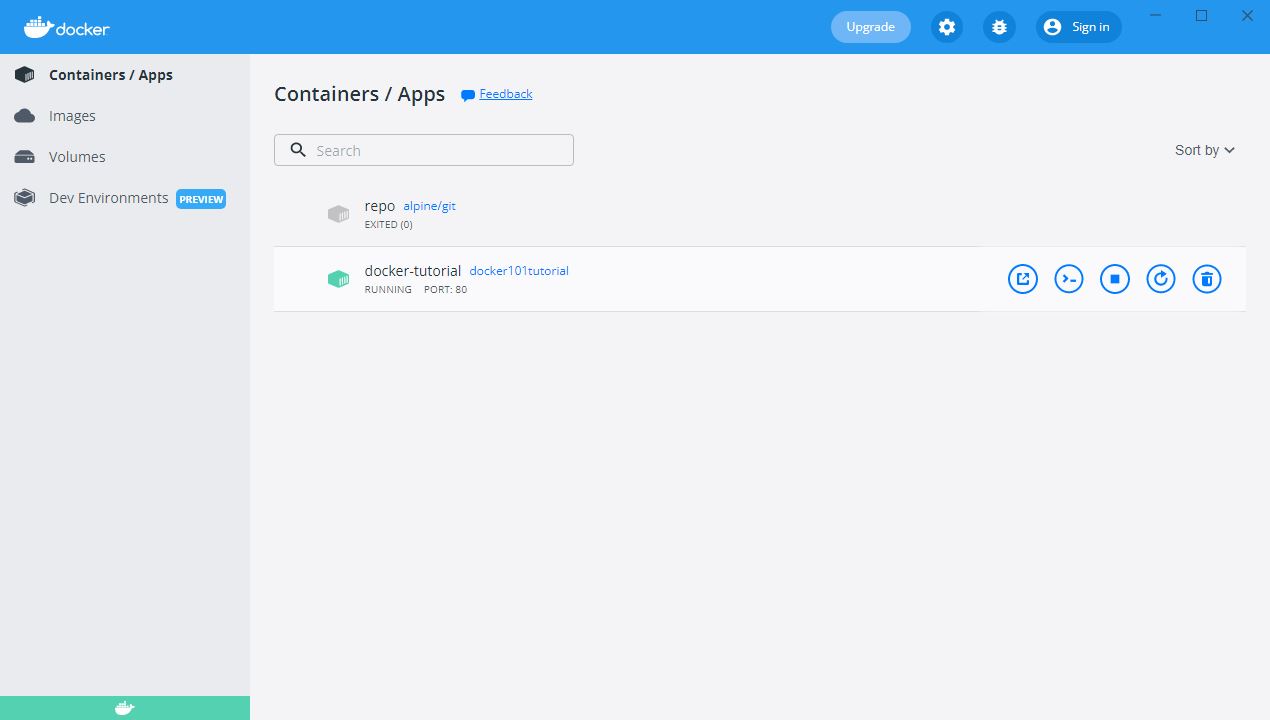 docker
Upgrade
Sign in
Containers / Apps
Images
Volumes
Dev Environments PREVIEW
Containers / Apps Feedback
Search
Sort by
repo alpine/git
EXITED (0)
docker-tutorial docker101tutorial
RUNNING PORT: 80